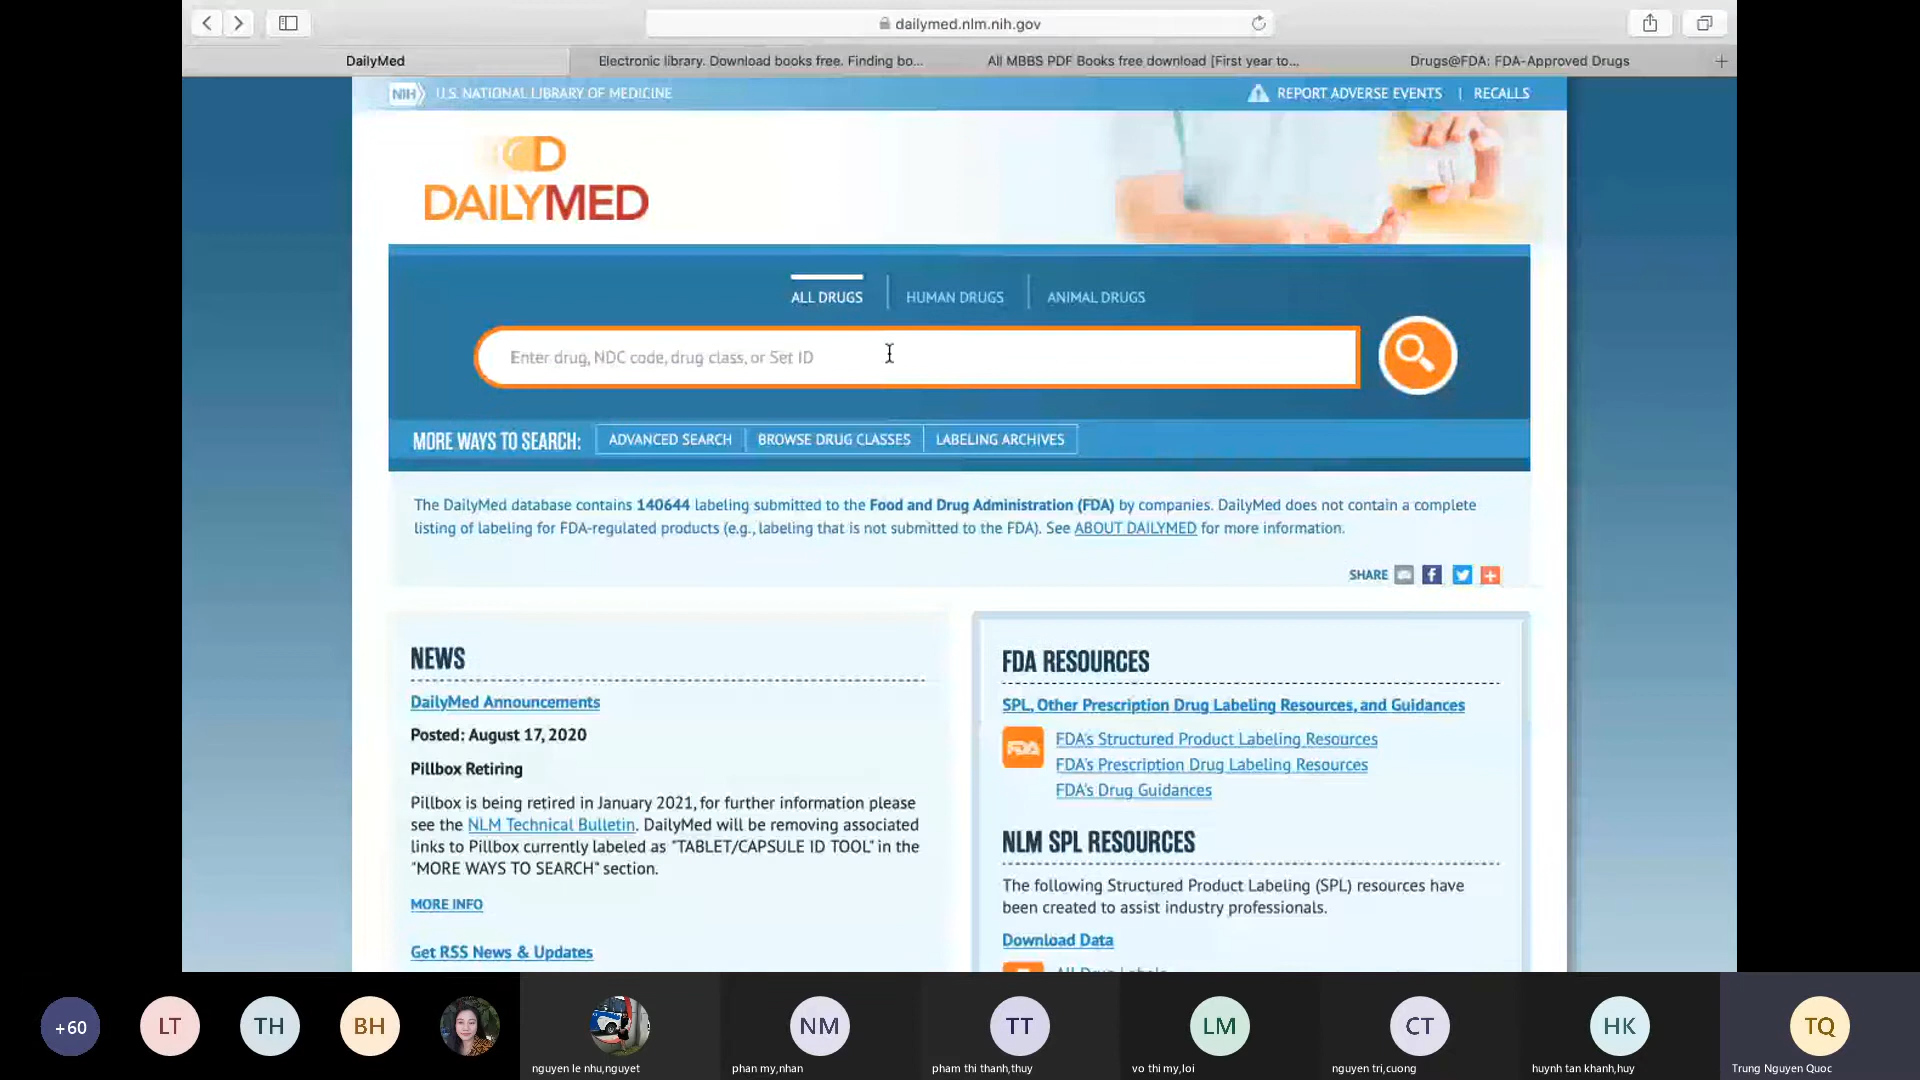 dailymed.nlm.nih.gov
DailyMed
Electronic library. Download books free. Finding bo...
All MBBS PDF Books free download [First year to...
Drugs@FDA: FDA-Approved Drugs
NIH U.S. NATIONAL LIBRARY OF MEDICINE
REPORT ADVERSE EVENTS | RECALLS
DAILYMED
ALL DRUGS
HUMAN DRUGS
ANIMAL DRUGS
Enter drug, NDC code, drug class, or Set ID
MORE WAYS TO SEARCH:
ADVANCED SEARCH
BROWSE DRUG CLASSES
LABELING ARCHIVES
The DailyMed database contains 140644 labeling submitted to the Food and Drug Administration (FDA) by companies. DailyMed does not contain a complete
listing of labeling for FDA-regulated products (e.g., labeling that is not submitted to the FDA). See ABOUT DAILYMED for more information.
SHARE
NEWS
DailyMed Announcements
Posted: August 17, 2020
Pillbox Retiring
Pillbox is being retired in January 2021, for further information please
see the NLM Technical Bulletin. DailyMed will be removing associated
links to Pillbox currently labeled as "TABLET/CAPSULE ID TOOL" in the
"MORE WAYS TO SEARCH" section.
MORE INFO
Get RSS News & Updates
FDA RESOURCES
SPL, Other Prescription Drug Labeling Resources, and Guidances
FDA
FDA's Structured Product Labeling Resources
FDA's Prescription Drug Labeling Resources
FDA's Drug Guidances
NLM SPL RESOURCES
The following Structured Product Labeling (SPL) resources have
been created to assist industry professionals.
Download Data
All Drug Labels
+60
LT
TH
BH
NM
TT
LM
CT
HK
TQ
nguyen le nhu,nguyet
phan my,nhan
pham thi thanh,thuy
vo thi my,loi
nguyen tri,cuong
huynh tan khanh,huy
Trung Nguyen Quoc